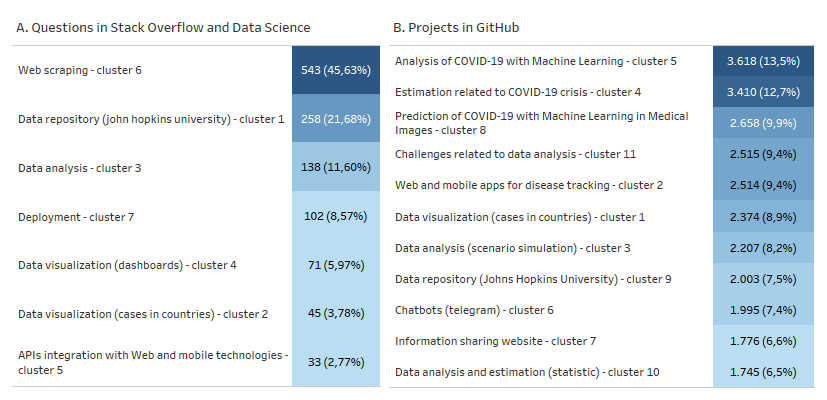 A. Questions in Stack Overflow and Data Science
Web scraping - cluster 6 543 (45,63%)
Data repository (john hopkins university) - cluster 1 258 (21,68%)
Data analysis - cluster 3 138 (11,60%)
Deployment - cluster 7 102 (8,57%)
Data visualization (dashboards) - cluster 4 71 (5,97%)
Data visualization (cases in countries) - cluster 2 45 (3,78%)
APIs integration with Web and mobile technologies -
cluster 5 33 (2,77%)
B. Projects in GitHub
Analysis of COVID-19 with Machine Learning - cluster 5 3.618 (13,5%)
Estimation related to COVID-19 crisis - cluster 4 3.410 (12,7%)
Prediction of COVID-19 with Machine Learning in Medical
Images - cluster 8 2.658 (9,9%)
Challenges related to data analysis - cluster 11 2.515 (9,4%)
Web and mobile apps for disease tracking - cluster 2 2.514 (9,4%)
Data visualization (cases in countries) - cluster 1 2.374 (8,9%)
Data analysis (scenario simulation) - cluster 3 2.207 (8,2%)
Data repository (Johns Hopkins University) - cluster 9 2.003 (7,5%)
Chatbots (telegram) - cluster 6 1.995 (7,4%)
Information sharing website - cluster 7 1.776 (6,6%)
Data analysis and estimation (statistic) - cluster 10 1.745 (6,5%)